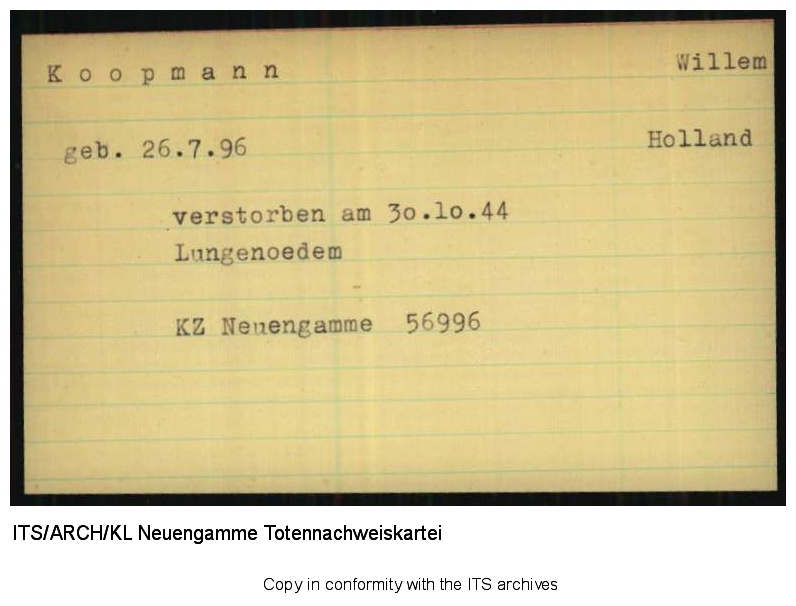 Koopmann Willem
geb. 26.7.96 Holland
verstorben am 3o.lo.44
Lungenoedem
KZ Neuengamme 56996
ITS/ARCH/KL Neuengamme Totennachweiskartei
Copy in conformity with the ITS archives